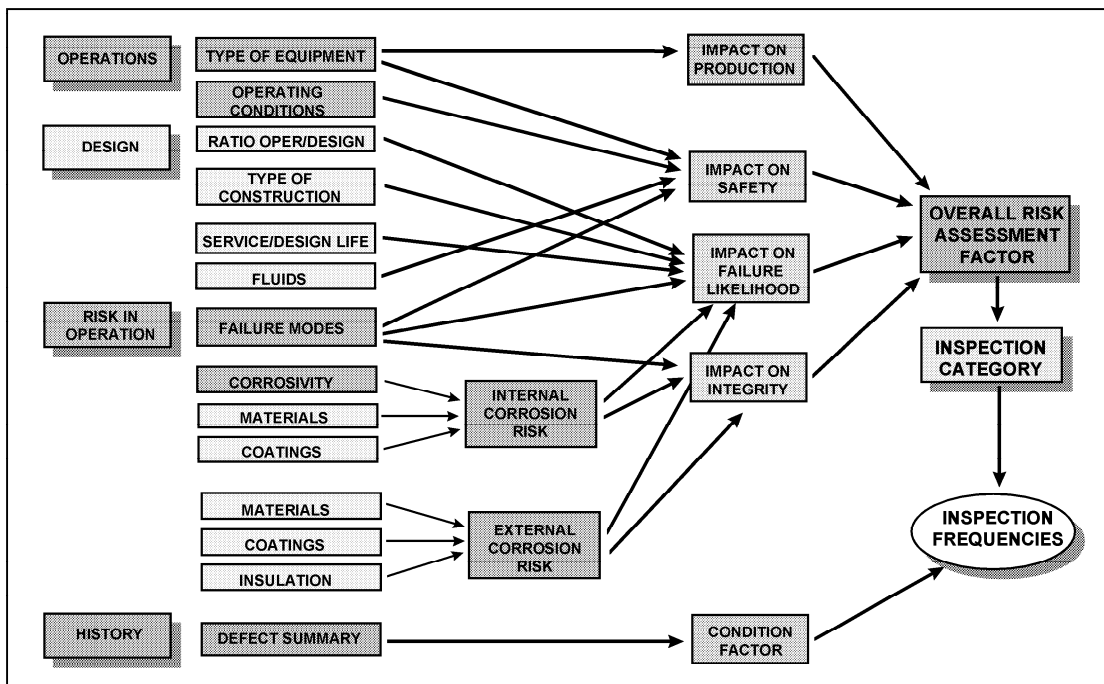 OPERATIONS
TYPE OF EQUIPMENT
IMPACT ON
PRODUCTION
OPERATING
CONDITIONS
DESIGN
RATIO OPER/DESIGN
TYPE OF
CONSTRUCTION
IMPACT ON
SAFETY
SERVICE/DESIGN LIFE
FLUIDS
IMPACT ON
FAILURE
LIKELIHOOD
OVERALL RISK
ASSESSMENT
FACTOR
RISK IN
OPERATION
FAILURE MODES
CORROSIVITY
MATERIALS
COATINGS
INTERNAL
CORROSION
RISK
IMPACT ON
INTEGRITY
INSPECTION
CATEGORY
MATERIALS
COATINGS
INSULATION
EXTERNAL
CORROSION
RISK
INSPECTION
FREQUENCIES
HISTORY
DEFECT SUMMARY
CONDITION
FACTOR